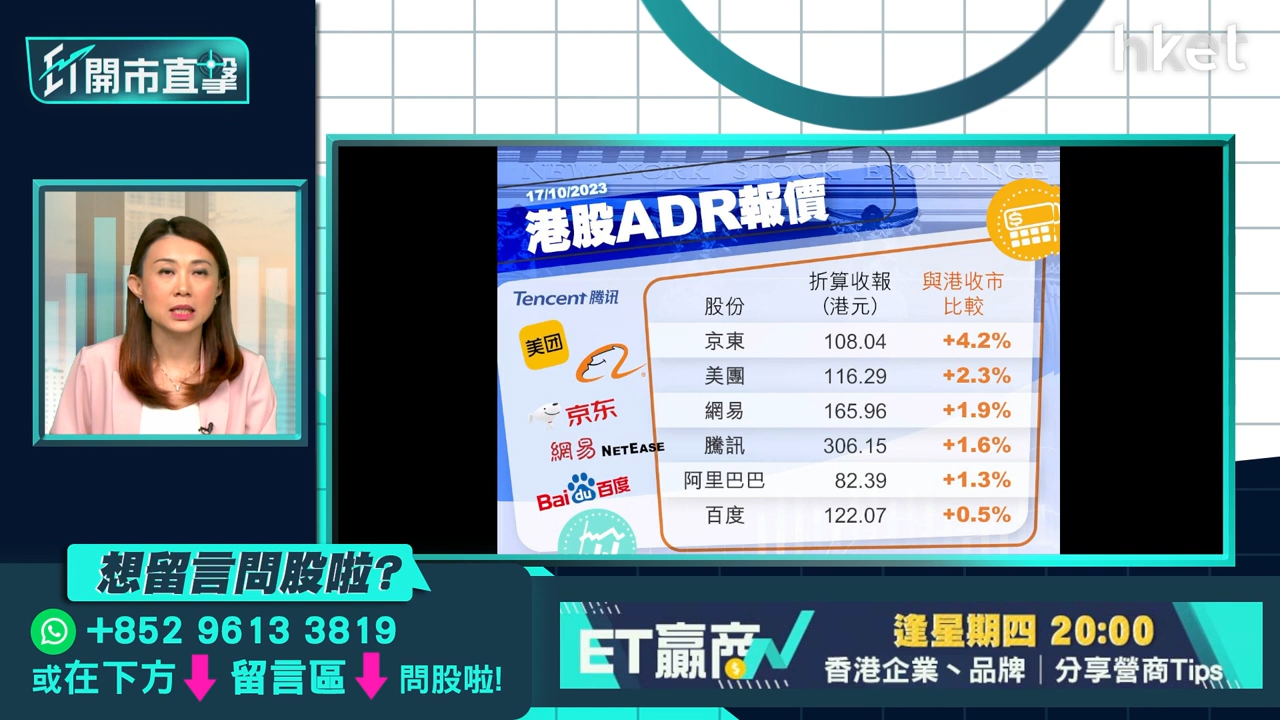 ET開市直擊
hket
NEW YORK STOCK EXCHANGE
17/10/2023
港股ADR報價
$
Tencent 腾讯
美团
京东
網易 NETEASE
Bai du 百度
股份 折算收報(港元) 與港收市比較
京東 108.04 +4.2%
美團 116.29 +2.3%
網易 165.96 +1.9%
騰訊 306.15 +1.6%
阿里巴巴 82.39 +1.3%
百度 122.07 +0.5%
想留言問股啦?
+852 9613 3819
或在下方 留言區 問股啦!
ET贏商
$
逢星期四 20:00
香港企業、品牌｜分享營商Tips